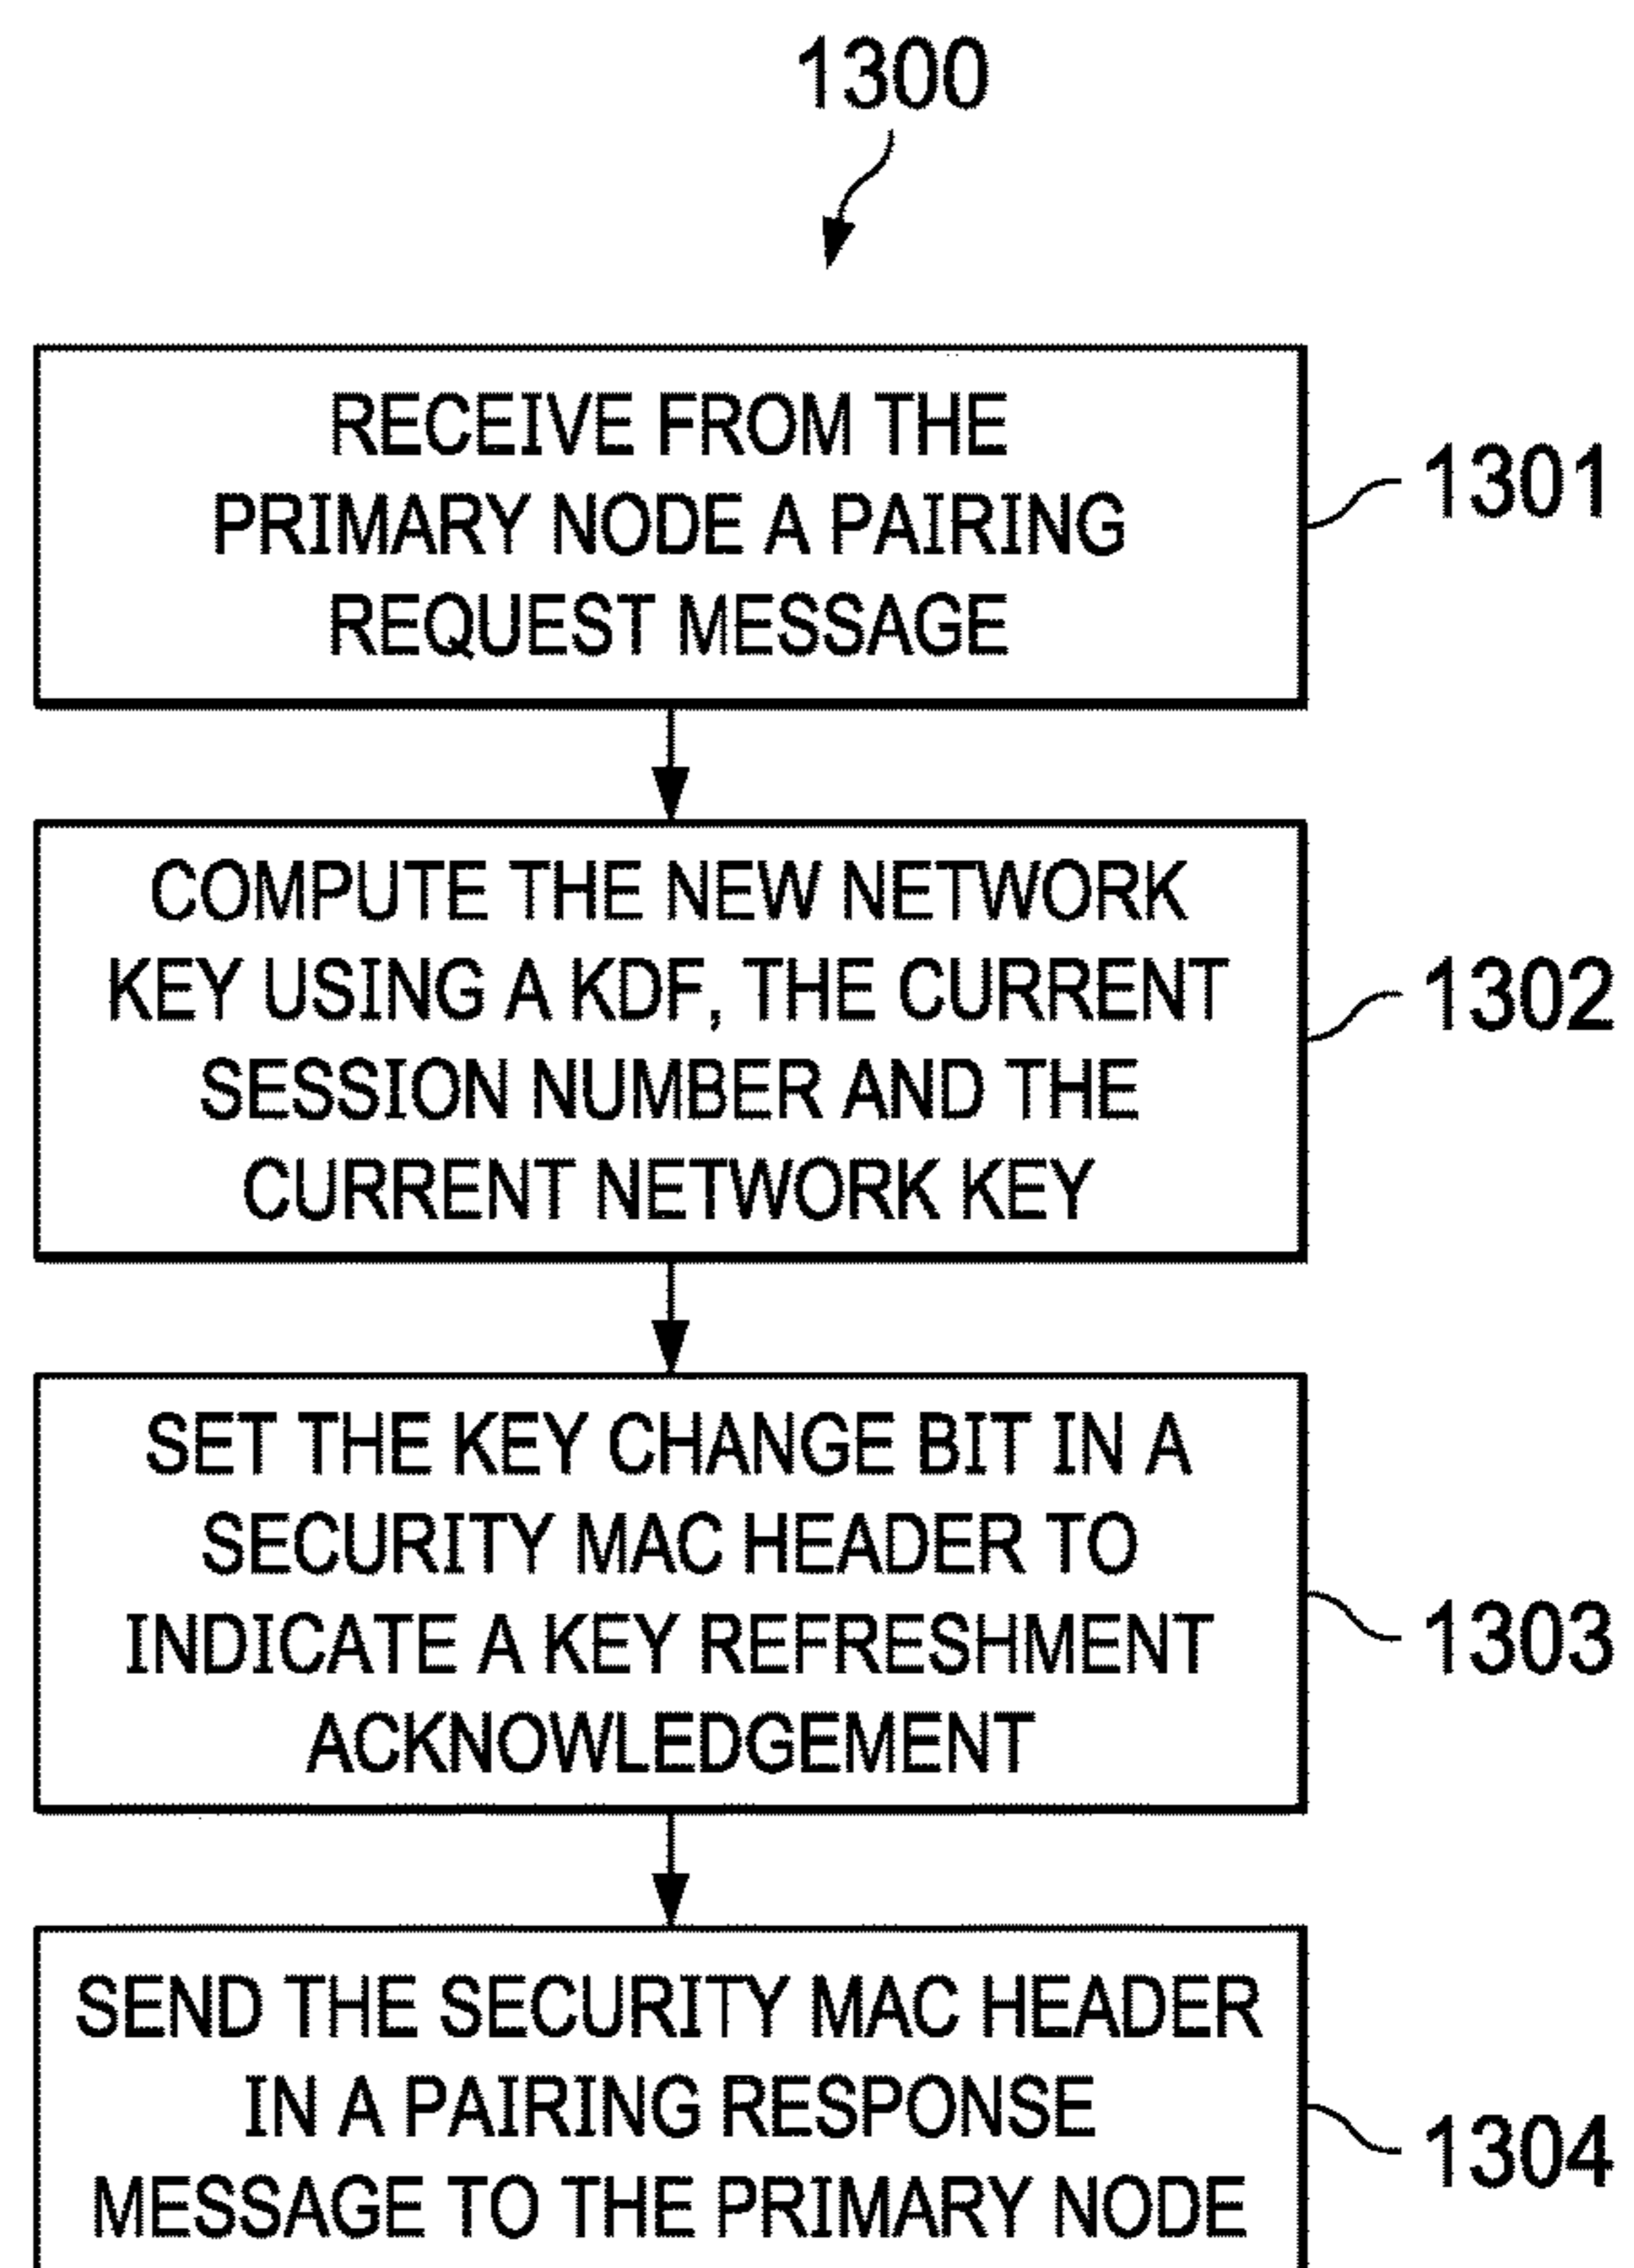 1300
RECEIVE FROM THE
PRIMARY NODE A PAIRING
REQUEST MESSAGE
1301
COMPUTE THE NEW NETWORK
KEY USING A KDF, THE CURRENT
SESSION NUMBER AND THE
CURRENT NETWORK KEY
1302
SET THE KEY CHANGE BIT IN A
SECURITY MAC HEADER TO
INDICATE A KEY REFRESHMENT
ACKNOWLEDGEMENT
1303
SEND THE SECURITY MAC HEADER
IN A PAIRING RESPONSE
MESSAGE TO THE PRIMARY NODE
1304